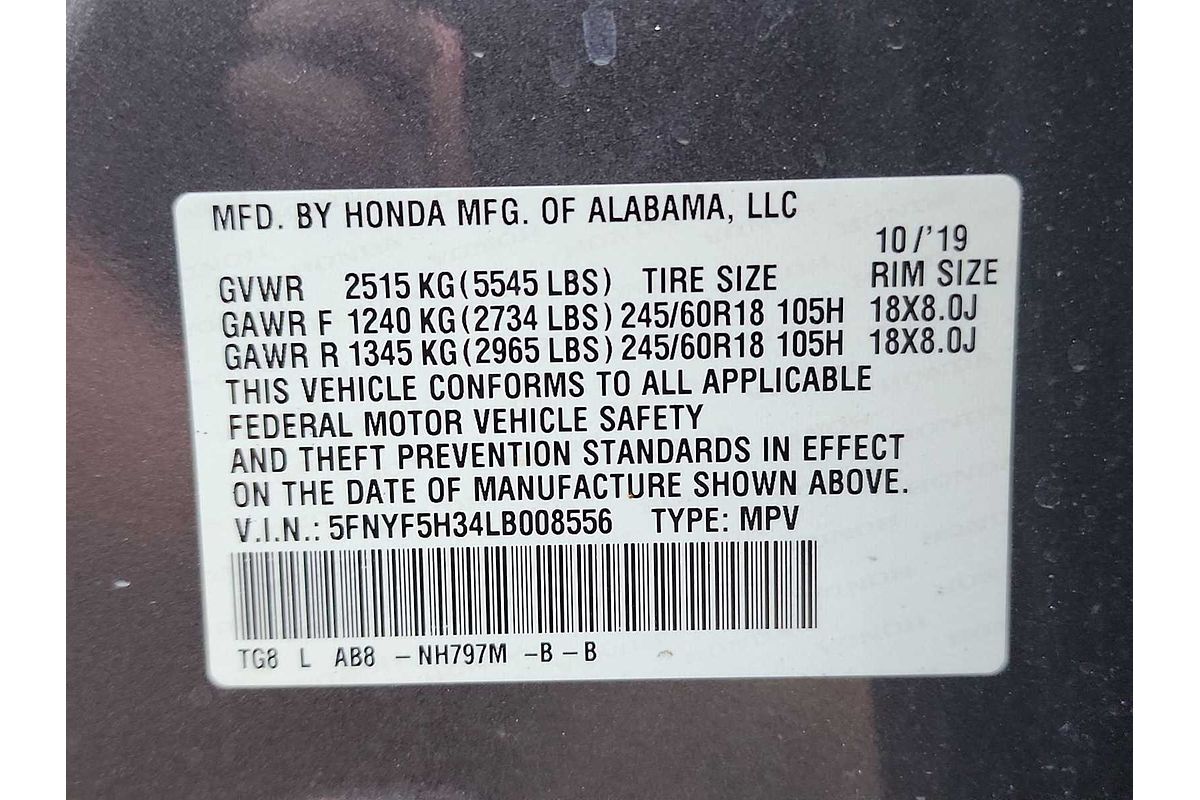 MFD. BY HONDA MFG. OF ALABAMA, LLC
10/'19
GVWR 2515 KG(5545 LBS) TIRE SIZE RIM SIZE
GAWR F 1240 KG(2734 LBS) 245/60R18 105H 18X8.0J
GAWR R 1345 KG(2965 LBS) 245/60R18 105H 18X8.0J
THIS VEHICLE CONFORMS TO ALL APPLICABLE
FEDERAL MOTOR VEHICLE SAFETY
AND THEFT PREVENTION STANDARDS IN EFFECT
ON THE DATE OF MANUFACTURE SHOWN ABOVE.
V.I.N.: 5FNYF5H34LB008556 TYPE: MPV
TG8 L AB8 -NH797M -B-B